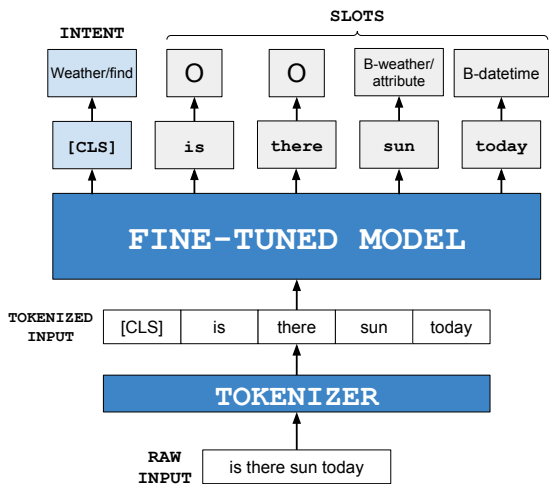 SLOTS
INTENT
Weather/find
O
O
B-weather/
attribute
B-datetime
[CLS]
is
there
sun
today
FINE-TUNED MODEL
TOKENIZED
INPUT
[CLS]
is
there
sun
today
TOKENIZER
RAW
INPUT
is there sun today